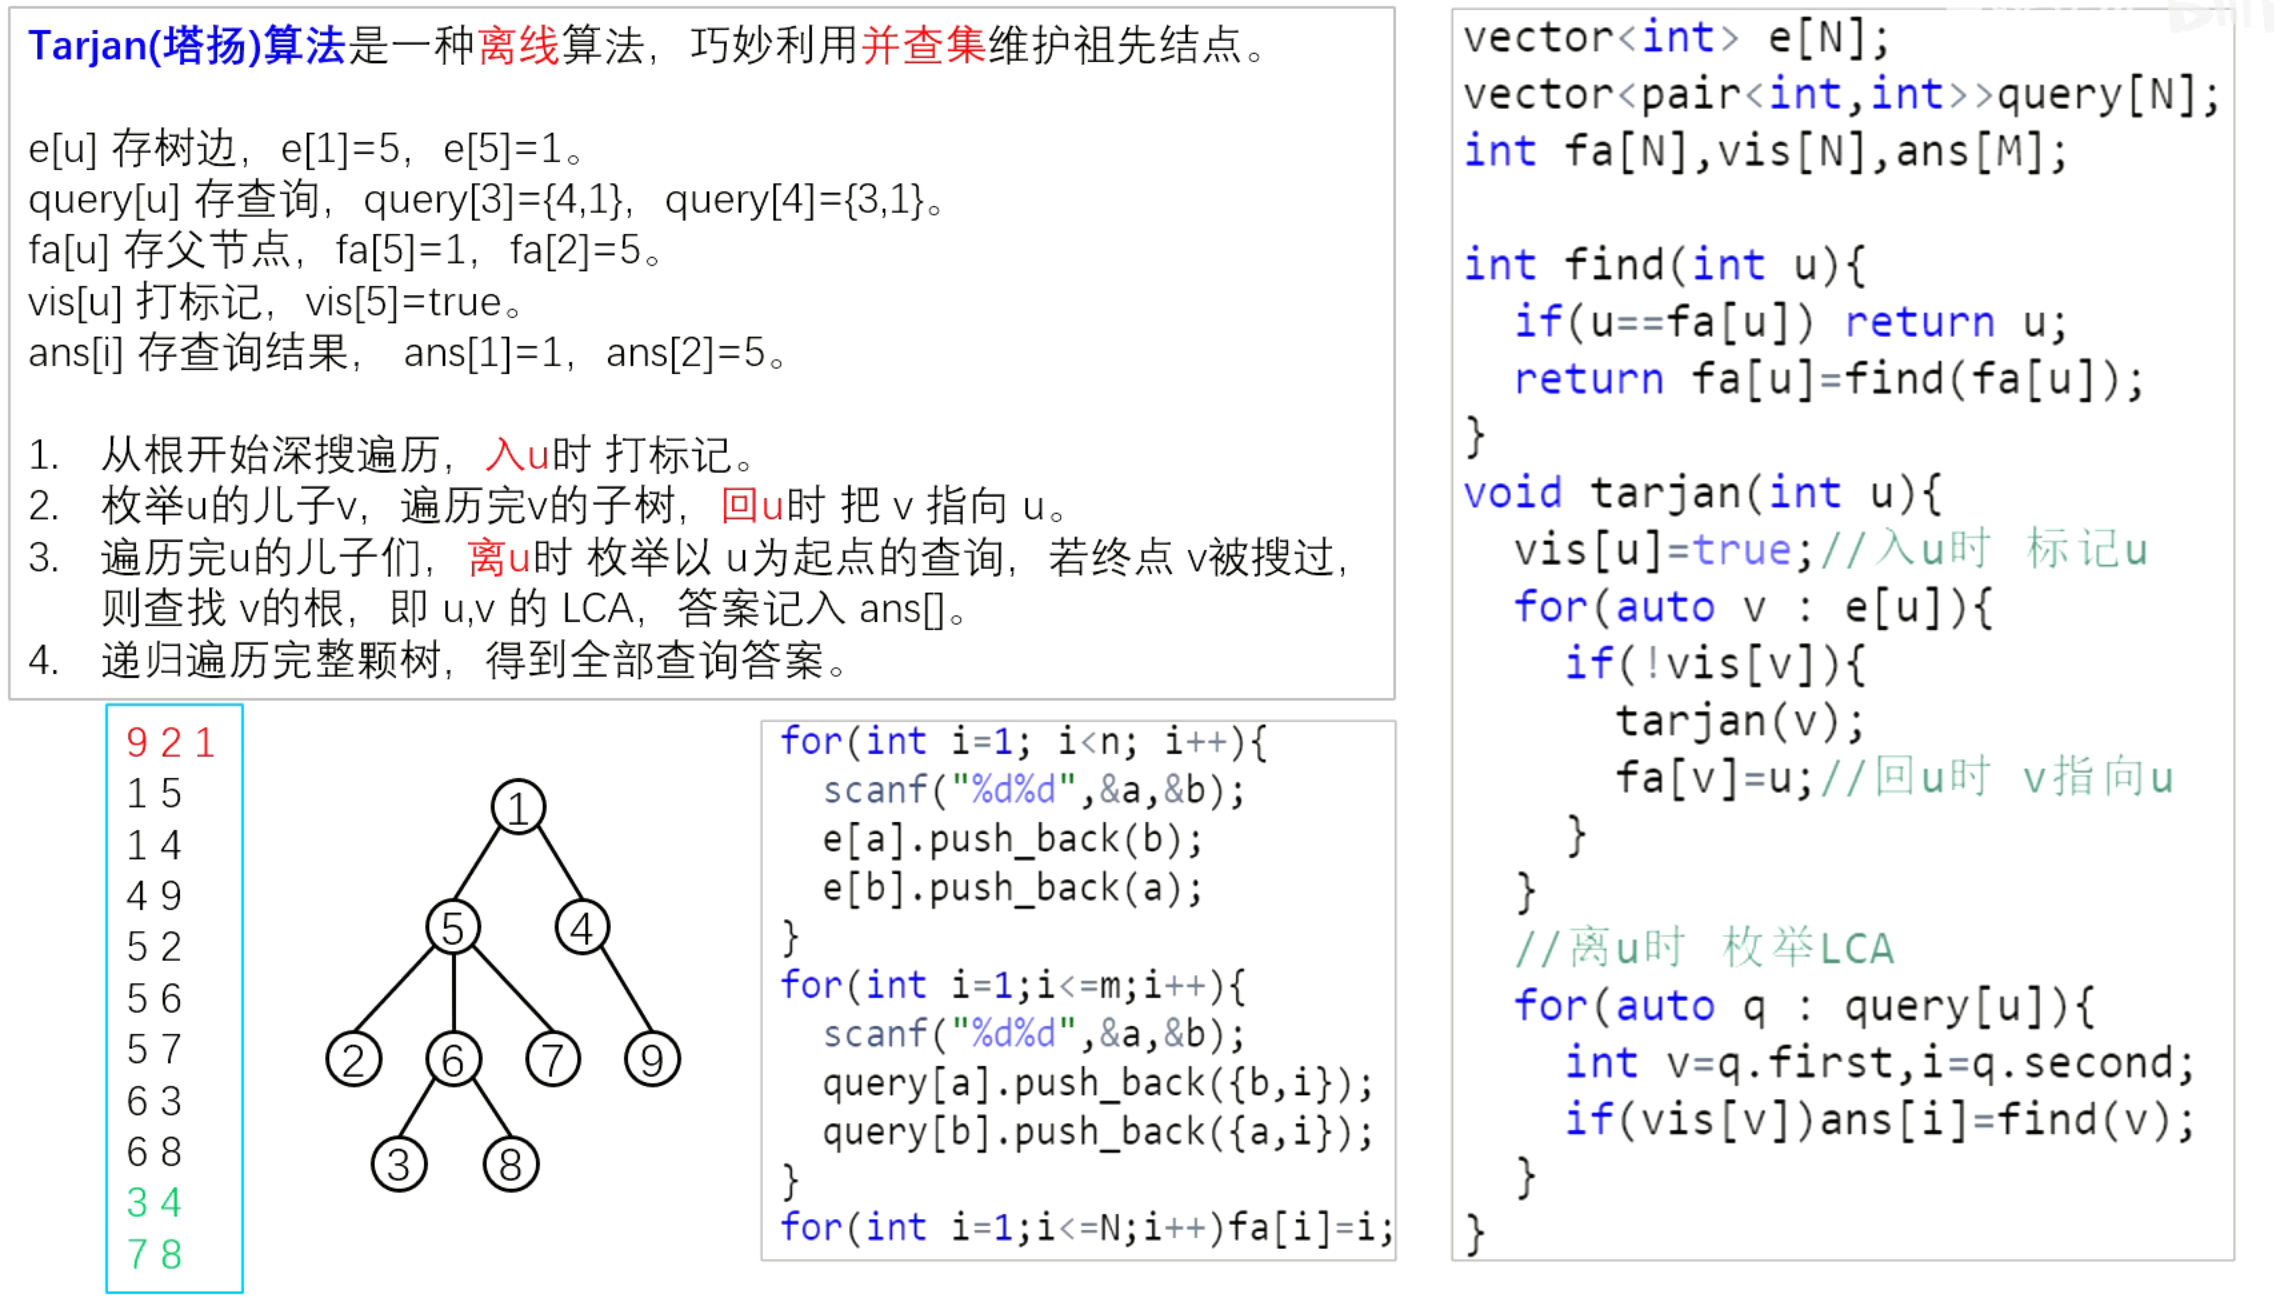 Tarjan(塔扬)算法是一种离线算法，巧妙利用并查集维护祖先结点。
e[u] 存树边，e[1]=5，e[5]=1。
query[u] 存查询，query[3]={4,1}，query[4]={3,1}。
fa[u] 存父节点，fa[5]=1，fa[2]=5。
vis[u] 打标记，vis[5]=true。
ans[i] 存查询结果， ans[1]=1，ans[2]=5。
1. 从根开始深搜遍历，入u时 打标记。
2. 枚举u的儿子v，遍历完v的子树，回u时 把 v 指向 u。
3. 遍历完u的儿子们，离u时 枚举以 u为起点的查询，若终点 v被搜过，
则查找 v的根，即 u,v 的 LCA，答案记入 ans[]。
4. 递归遍历完整颗树，得到全部查询答案。
9 2 1
1 5
1 4
4 9
5 2
5 6
5 7
6 3
6 8
3 4
7 8
1
5 4
2 6 7 9
3 8
for(int i=1; i<n; i++){
scanf("%d%d",&a,&b);
e[a].push_back(b);
e[b].push_back(a);
}
for(int i=1;i<=m;i++){
scanf("%d%d",&a,&b);
query[a].push_back({b,i});
query[b].push_back({a,i});
}
for(int i=1;i<=N;i++)fa[i]=i;
vector<int> e[N];
vector<pair<int,int>>query[N];
int fa[N],vis[N],ans[M];
int find(int u){
if(u==fa[u]) return u;
return fa[u]=find(fa[u]);
}
void tarjan(int u){
vis[u]=true;//入u时 标记u
for(auto v : e[u]){
if(!vis[v]){
tarjan(v);
fa[v]=u;//回u时 v指向u
}
}
//离u时 枚举LCA
for(auto q : query[u]){
int v=q.first,i=q.second;
if(vis[v])ans[i]=find(v);
}
}